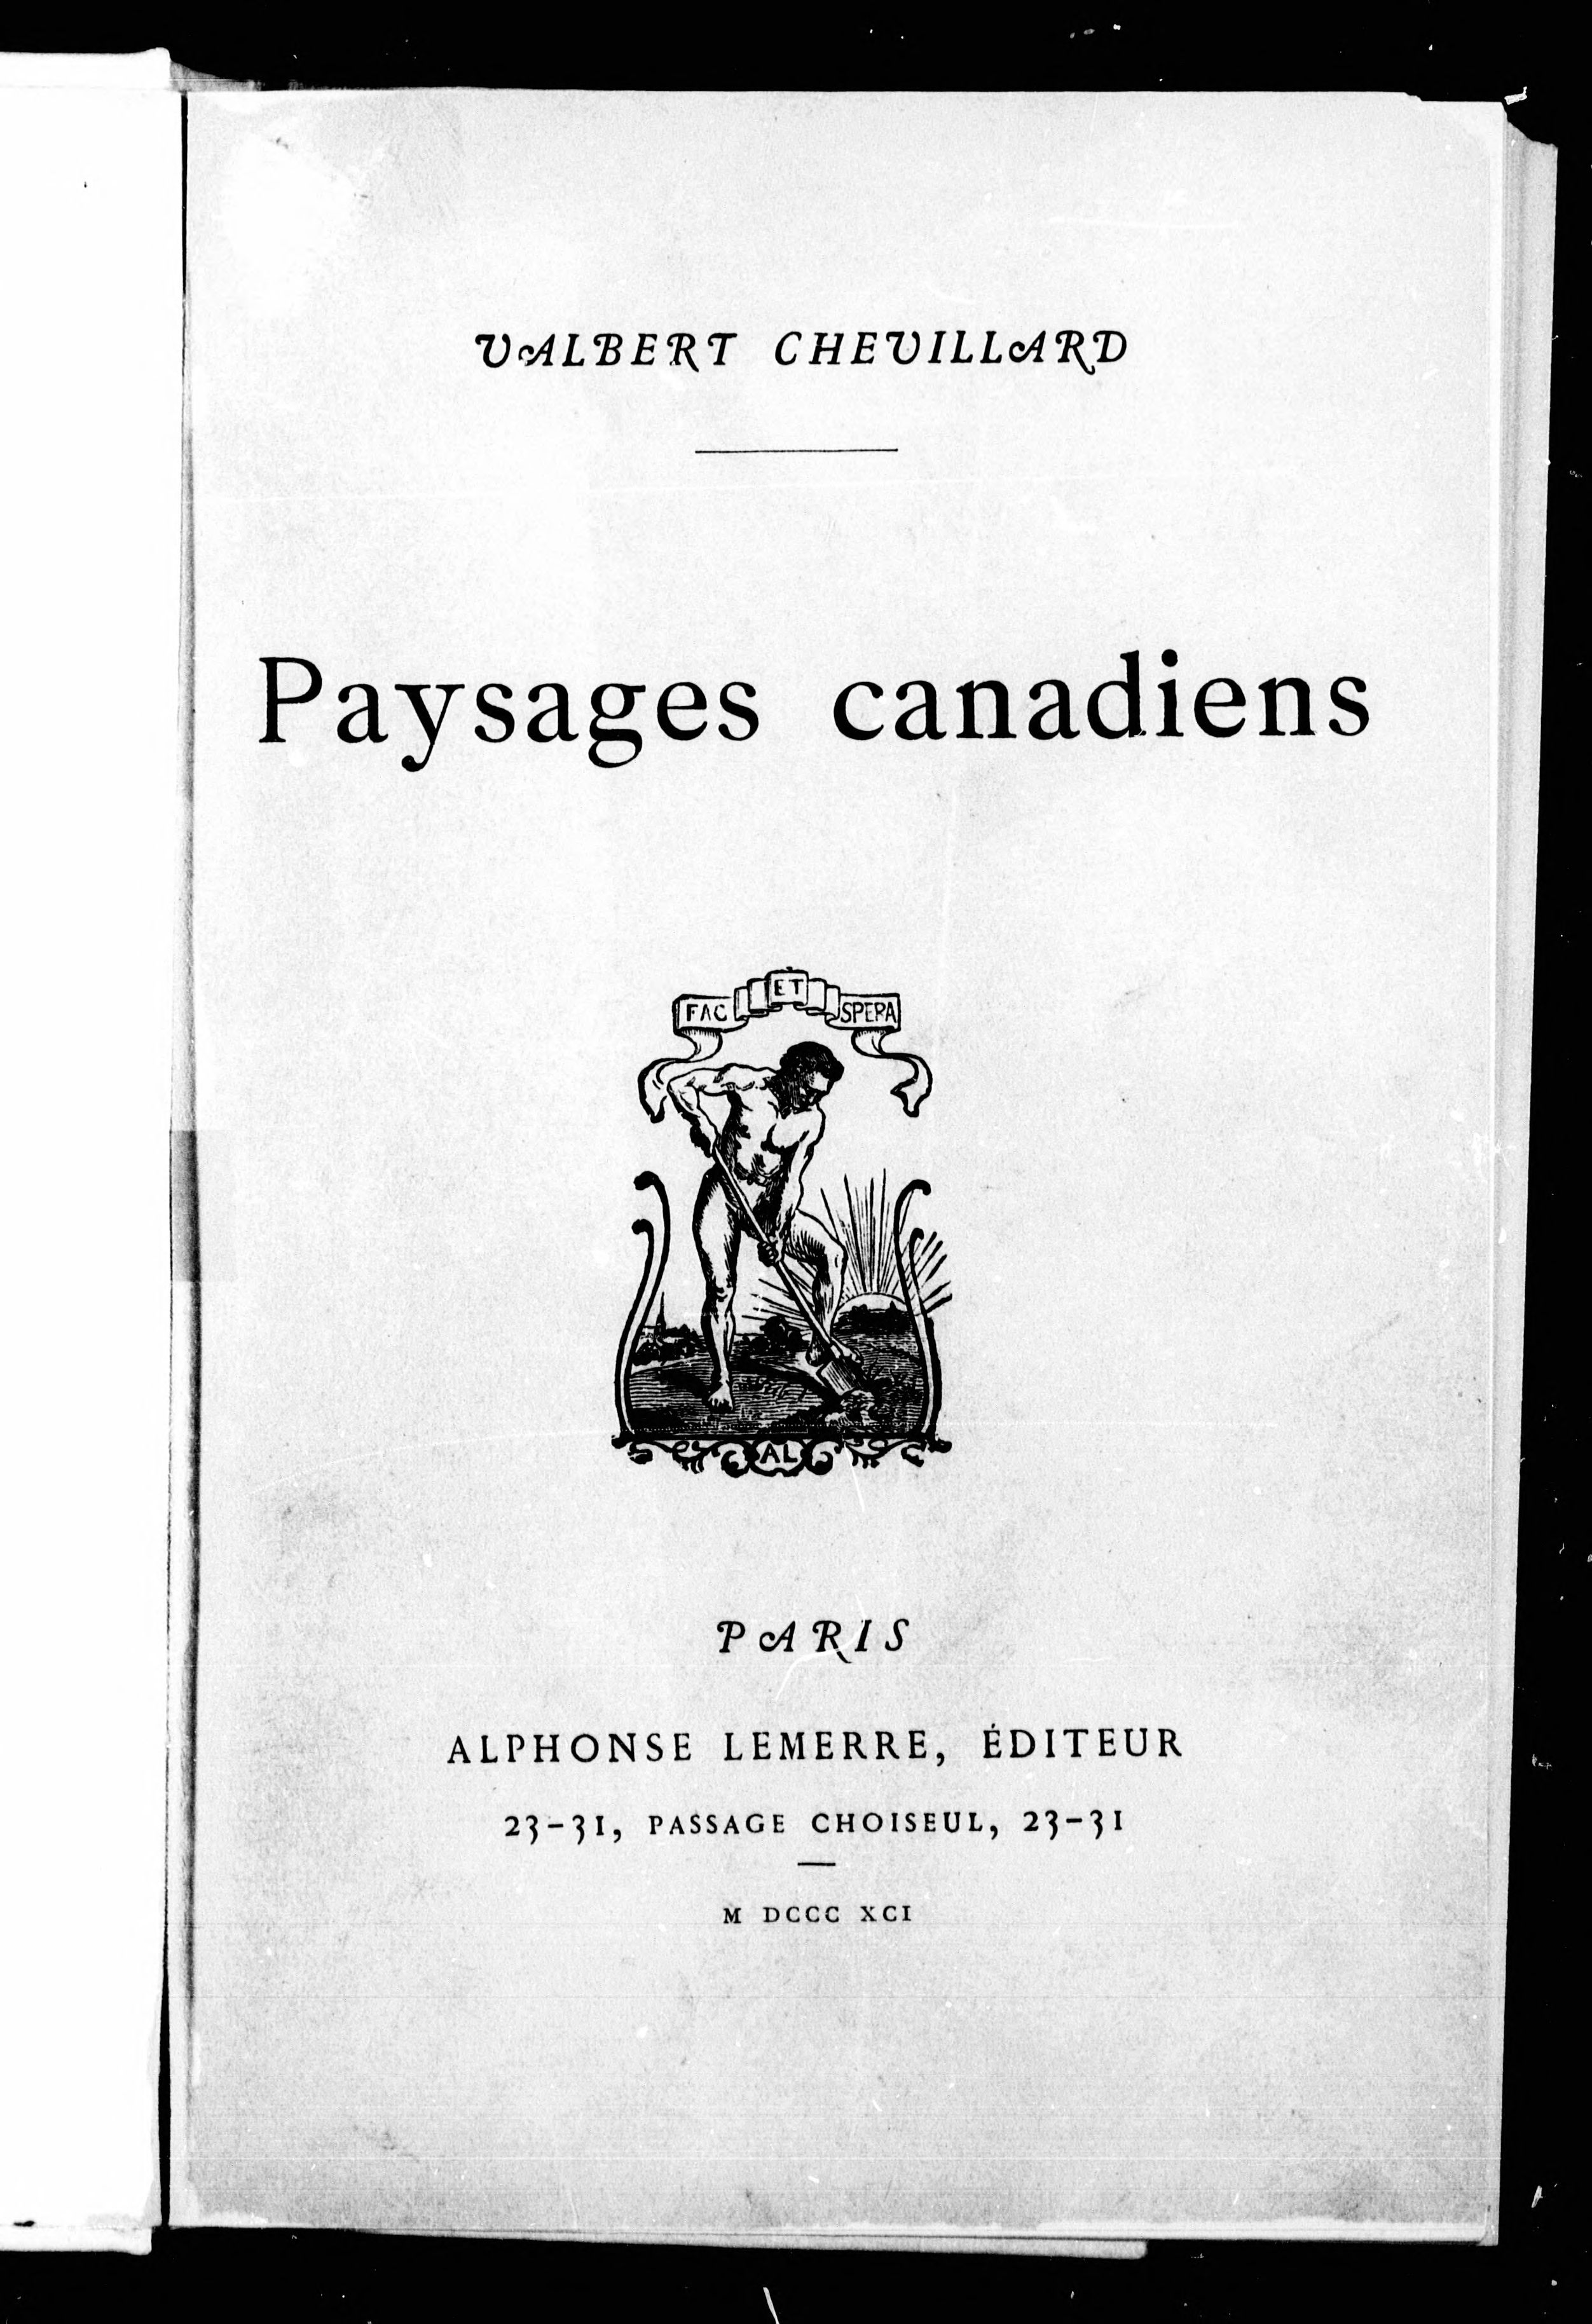 VALBERT CHEVILLARD
Paysages canadiens
FAC ET SPERA
AL
PARIS
ALPHONSE LEMERRE, ÉDITEUR
23-31, PASSAGE CHOISEUL, 23-31
M DCCC XCI